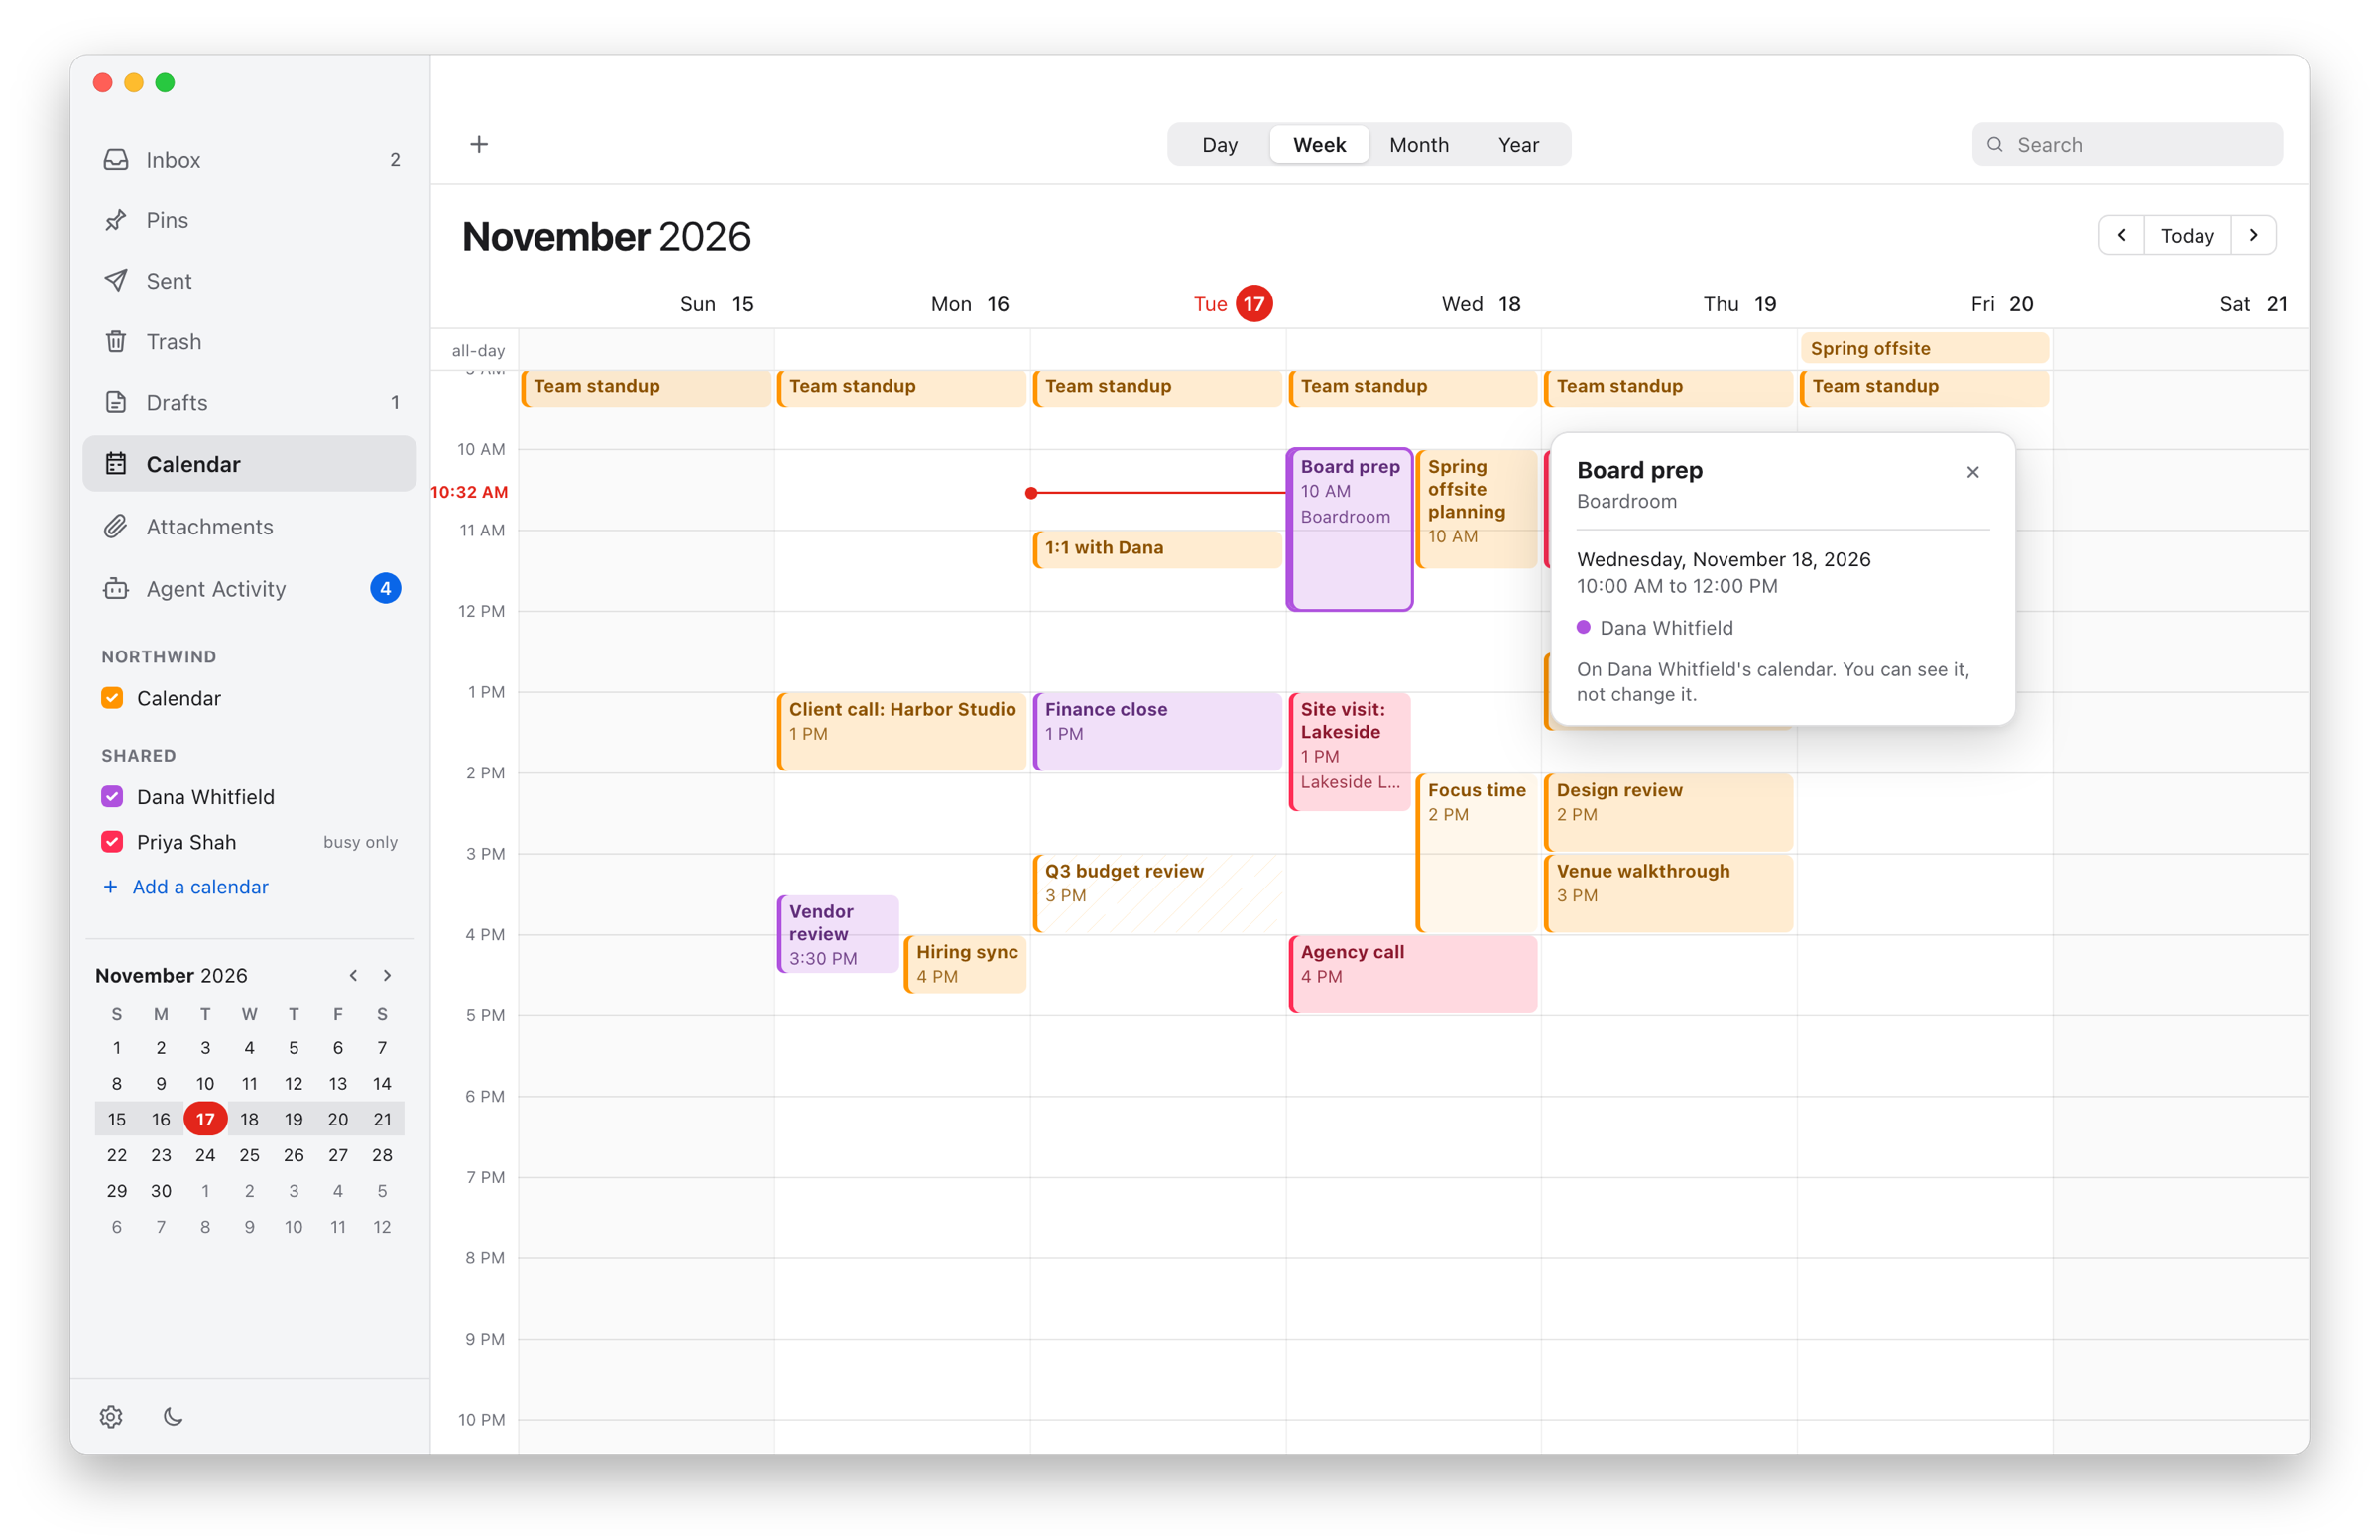 Inbox 2
Pins
Sent
Trash
Drafts 1
Calendar
Attachments
Agent Activity 4
NORTHWIND
Calendar
SHARED
Dana Whitfield
Priya Shah busy only
+ Add a calendar
November 2026
S M T W T F S
1 2 3 4 5 6 7
8 9 10 11 12 13 14
15 16 17 18 19 20 21
22 23 24 25 26 27 28
29 30 1 2 3 4 5
6 7 8 9 10 11 12
Day Week Month Year
Search
November 2026
Today
Sun 15 Mon 16 Tue 17 Wed 18 Thu 19 Fri 20 Sat 21
all-day
Spring offsite
Team standup
Team standup
Team standup
Team standup
Team standup
Team standup
10 AM
10:32 AM
11 AM
12 PM
1 PM
2 PM
3 PM
4 PM
5 PM
6 PM
7 PM
8 PM
9 PM
10 PM
Client call: Harbor Studio
1 PM
Vendor
review
3:30 PM
Hiring sync
4 PM
1:1 with Dana
Finance close
1 PM
Q3 budget review
3 PM
Board prep
10 AM
Boardroom
Spring
offsite
planning
10 AM
Site visit:
Lakeside
1 PM
Lakeside L...
Focus time
2 PM
Agency call
4 PM
Design review
2 PM
Venue walkthrough
3 PM
Board prep
Boardroom
Wednesday, November 18, 2026
10:00 AM to 12:00 PM
Dana Whitfield
On Dana Whitfield's calendar. You can see it,
not change it.